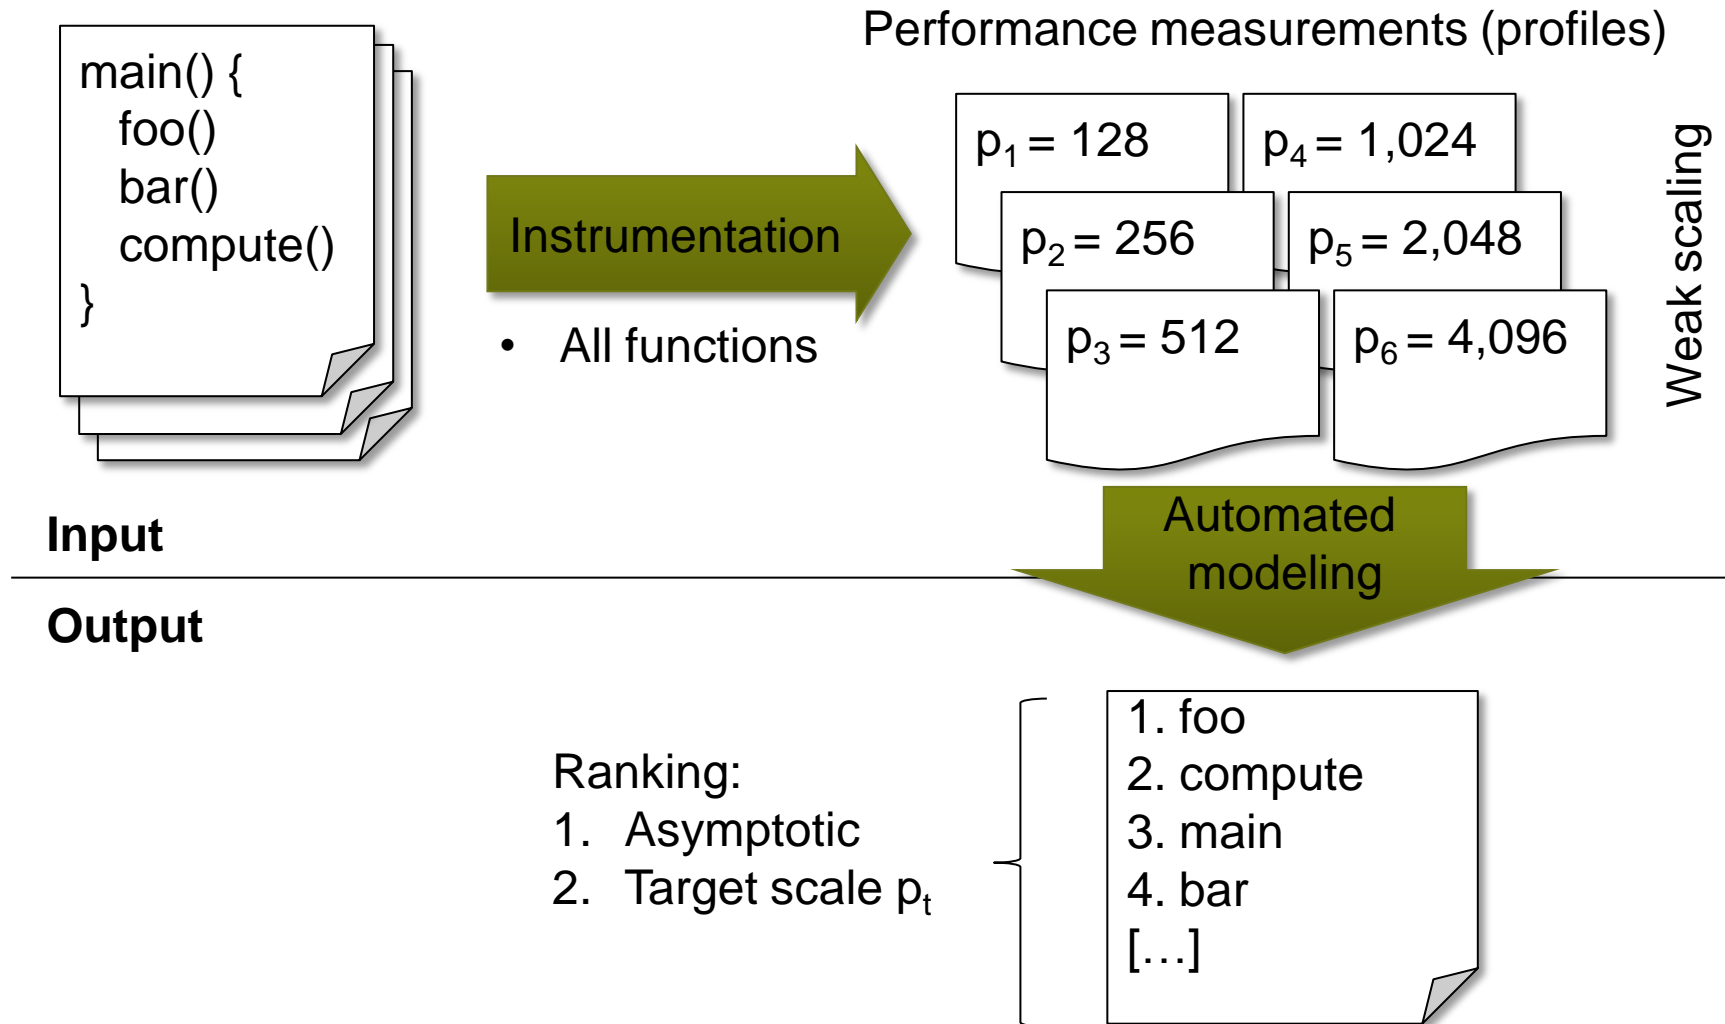 main() {
foo()
bar()
compute()
}
Instrumentation
• All functions
Performance measurements (profiles)
p₁ = 128
p₂ = 256
p₃ = 512
p₄ = 1,024
p₅ = 2,048
p₆ = 4,096
Weak scaling
Automated
modeling
Input
Output
Ranking:
1. Asymptotic
2. Target scale pₜ
1. foo
2. compute
3. main
4. bar
[…]